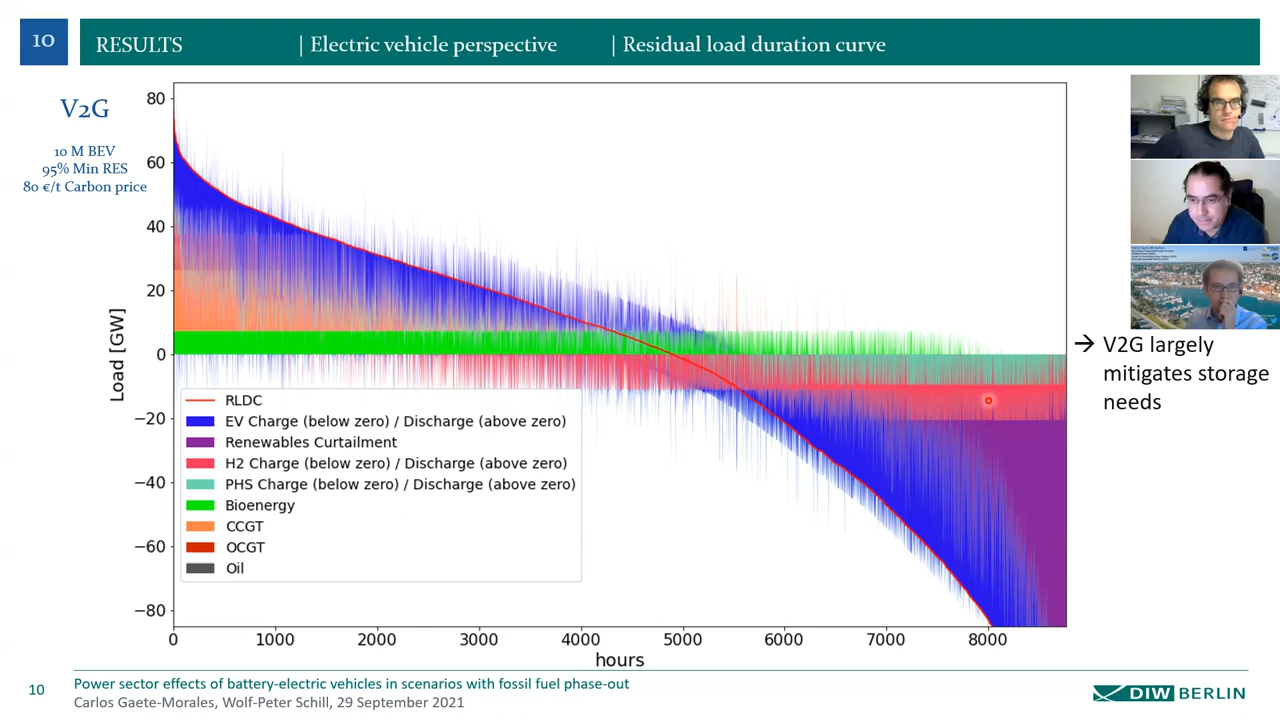 10
RESULTS | Electric vehicle perspective | Residual load duration curve
V2G
10 M BEV
95% Min RES
80 €/t Carbon price
80
60
40
20
0
−20
−40
−60
−80
Load [GW]
RLDC
EV Charge (below zero) / Discharge (above zero)
Renewables Curtailment
H2 Charge (below zero) / Discharge (above zero)
PHS Charge (below zero) / Discharge (above zero)
Bioenergy
CCGT
OCGT
Oil
0 1000 2000 3000 4000 5000 6000 7000 8000
hours
→ V2G largely
mitigates storage
needs
10
Power sector effects of battery-electric vehicles in scenarios with fossil fuel phase-out
Carlos Gaete-Morales, Wolf-Peter Schill, 29 September 2021
DIW BERLIN